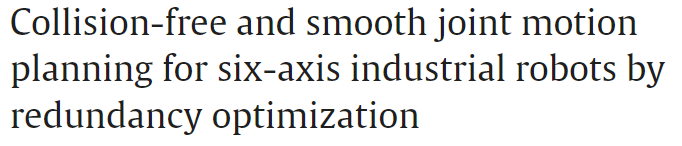 Collision-free and smooth joint motion
planning for six-axis industrial robots by
redundancy optimization